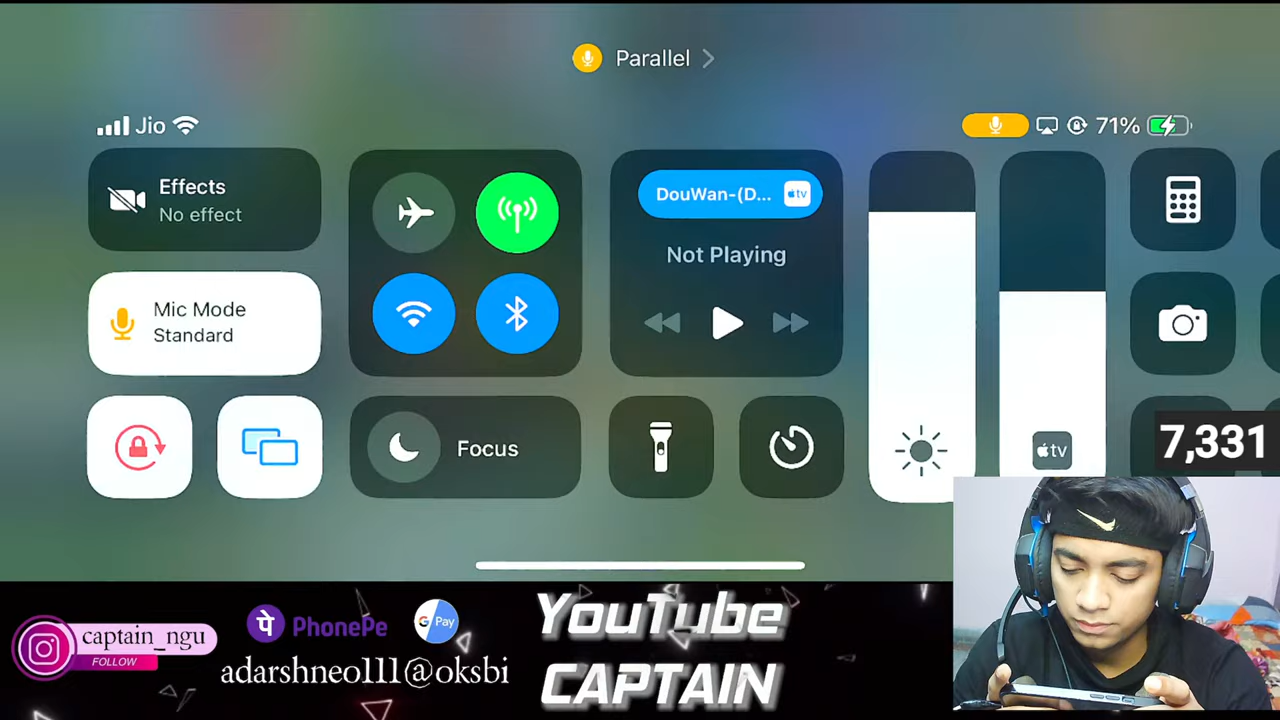 Parallel
Jio
71%
Effects
No effect
DouWan-(D...
tv
Not Playing
Mic Mode
Standard
Focus
tv
7,331
captain_ngu
FOLLOW
पे PhonePe
G Pay
adarshneo111@oksbi
YouTube
CAPTAIN